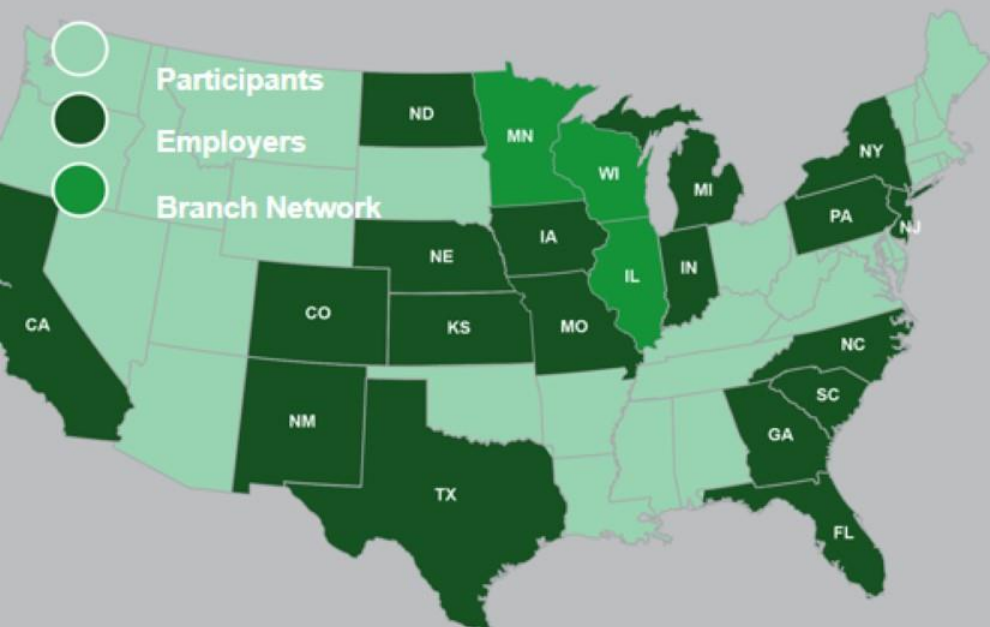 Participants
Employers
Branch Network
ND
MN
WI
MI
NY
PA
NJ
IA
NE
IL
IN
CO
KS
MO
CA
NC
SC
NM
GA
TX
FL